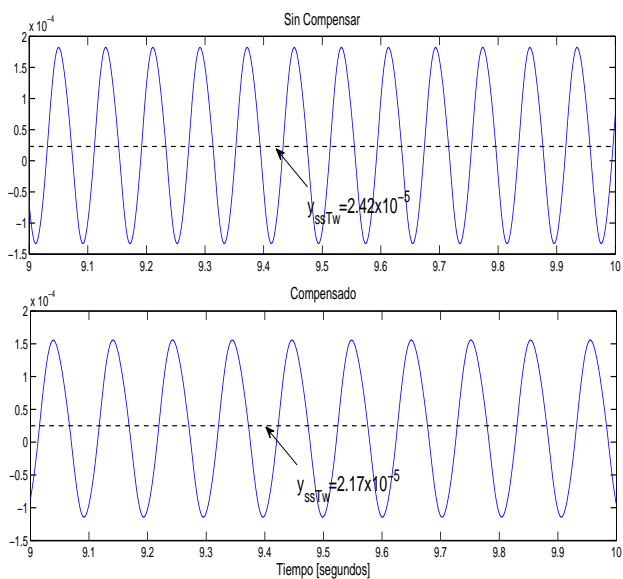 Sin Compensar
x 10⁻⁴
2
1.5
1
0.5
0
−0.5
−1
−1.5
y_ssTw=2.42x10⁻⁵
9 9.1 9.2 9.3 9.4 9.5 9.6 9.7 9.8 9.9 10
Compensado
x 10⁻⁴
2
1.5
1
0.5
0
−0.5
−1
−1.5
y_ssTw=2.17x10⁻⁵
9 9.1 9.2 9.3 9.4 9.5 9.6 9.7 9.8 9.9 10
Tiempo [segundos]